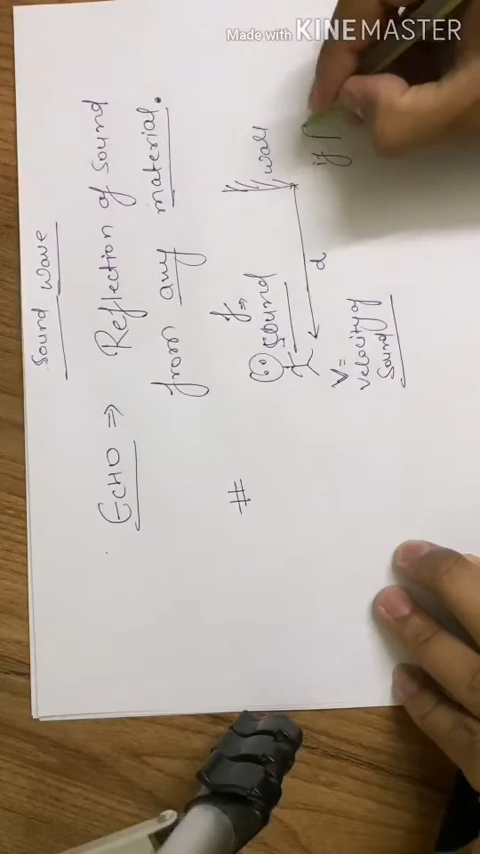 Made with KINEMASTER
Sound wave
ECHO ⇒ Reflection of Sound
from any material.
#
sound
wall
d
V=
Velocity of
Sound
if